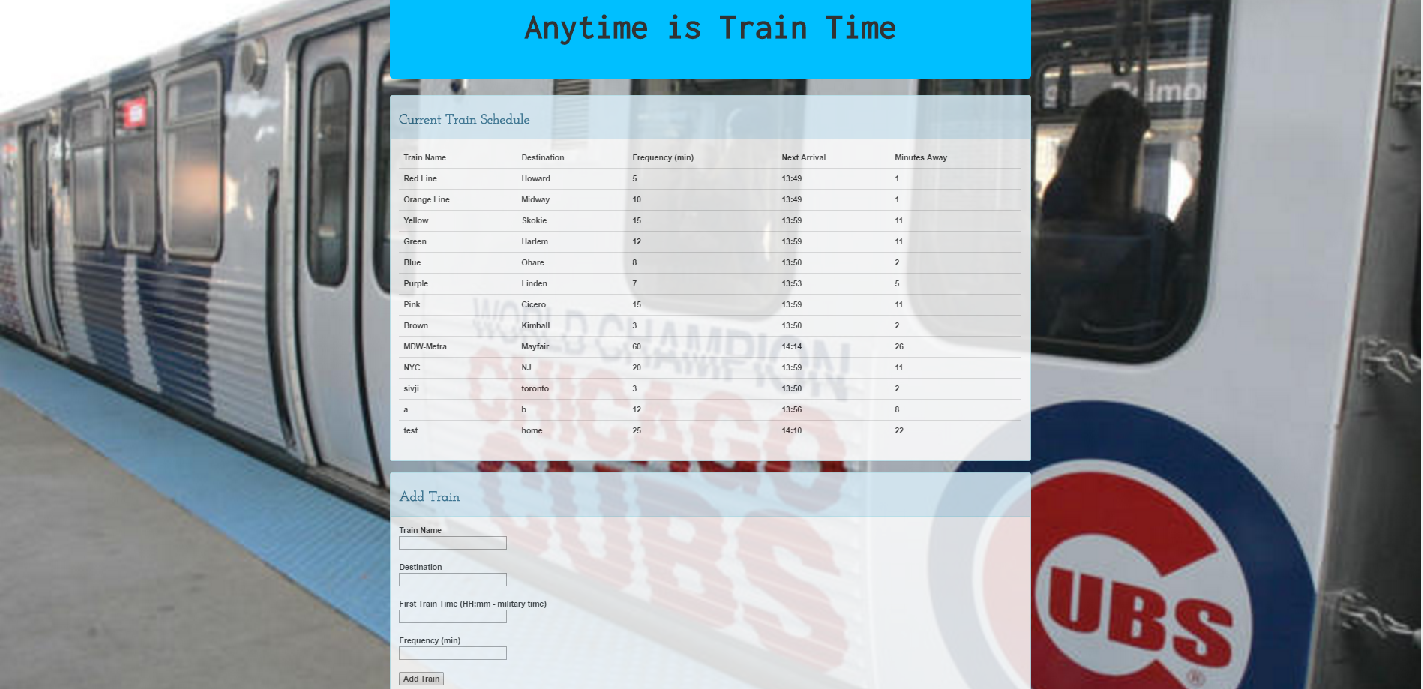 Anytime is Train Time
Current Train Schedule
Train Name Destination Frequency (min) Next Arrival Minutes Away
Red Line Howard 5 13:49 1
Orange Line Midway 10 13:49 1
Yellow Skokie 15 13:59 11
Green Harlem 12 13:59 11
Blue Ohare 8 13:50 2
Purple Linden 7 13:53 5
Pink Cicero 15 13:59 11
Brown Kimball 3 13:50 2
MDW-Metra Mayfair 60 14:14 26
NYC NJ 20 13:59 11
sivji toronto 3 13:50 2
a b 12 13:56 8
test home 25 14:10 22
WORLD CHAMPION
CHICAGO
CUBS
Add Train
Train Name
Destination
First Train Time (HH:mm - military time)
Frequency (min)
Add Train
CUBS
®